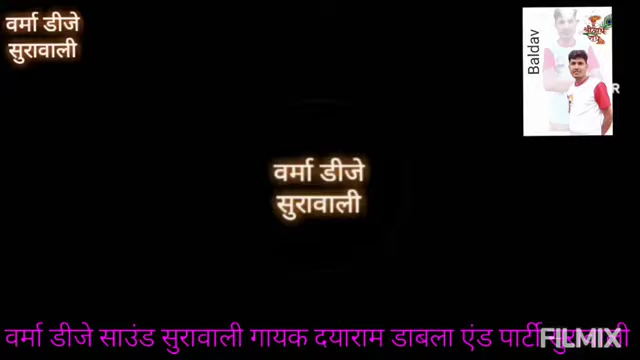 वर्मा डीजे
सुरावाली
Baldav
वर्मा डीजे
सुरावाली
वर्मा डीजे साउंड सुरावाली गायक दयाराम डाबला एंड पार्टी
FILMIX